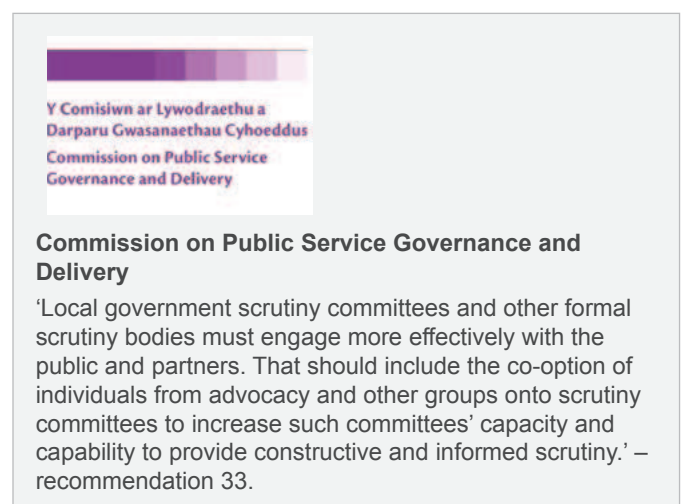 Y Comisiwn ar Lywodraethu a
Darparu Gwasanaethau Cyhoeddus
Commission on Public Service
Governance and Delivery
Commission on Public Service Governance and
Delivery
‘Local government scrutiny committees and other formal
scrutiny bodies must engage more effectively with the
public and partners. That should include the co-option of
individuals from advocacy and other groups onto scrutiny
committees to increase such committees’ capacity and
capability to provide constructive and informed scrutiny.’ –
recommendation 33.